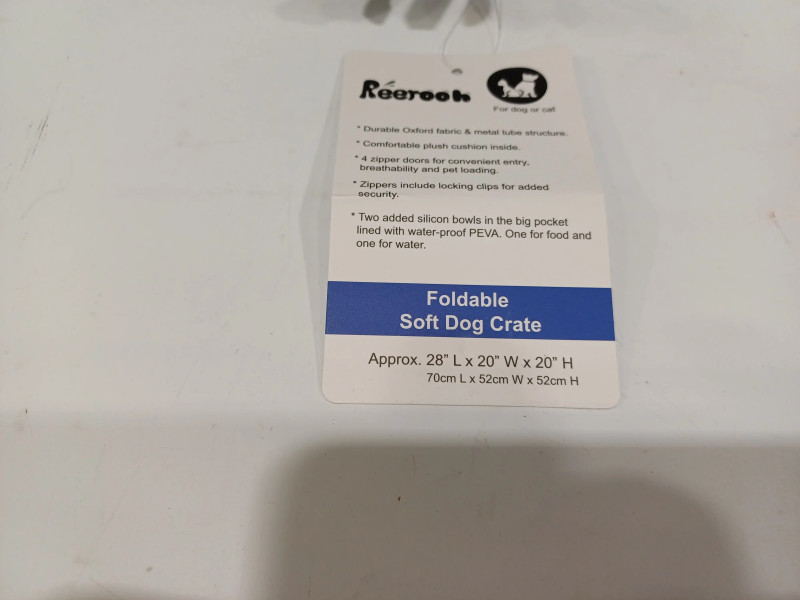 Réerooh
For dog or cat
* Durable Oxford fabric & metal tube structure.
* Comfortable plush cushion inside.
* 4 zipper doors for convenient entry,
breathability and pet loading.
* Zippers include locking clips for added
security.
* Two added silicon bowls in the big pocket
lined with water-proof PEVA. One for food and
one for water.
Foldable
Soft Dog Crate
Approx. 28” L x 20” W x 20” H
70cm L x 52cm W x 52cm H